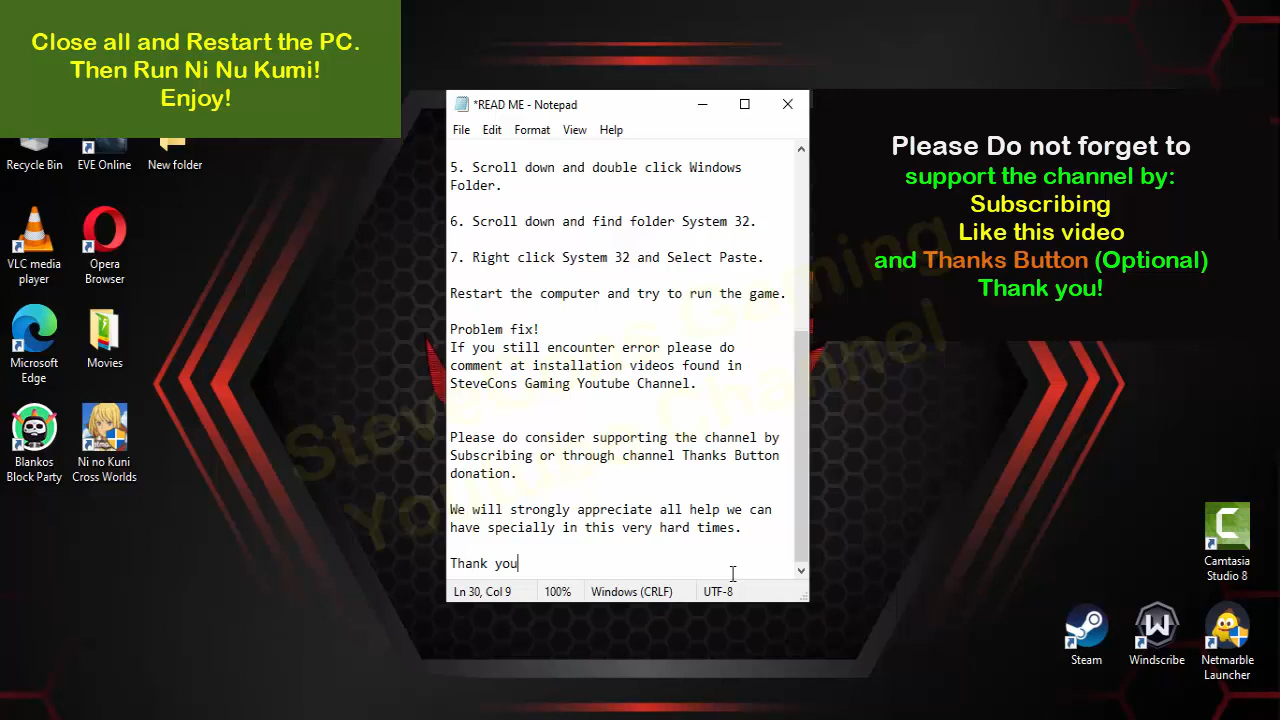 Close all and Restart the PC.
Then Run Ni Nu Kumi!
Enjoy!
Please Do not forget to
support the channel by:
Subscribing
Like this video
and Thanks Button (Optional)
Thank you!
*READ ME - Notepad
File Edit Format View Help
5. Scroll down and double click Windows
Folder.
6. Scroll down and find folder System 32.
7. Right click System 32 and Select Paste.
Restart the computer and try to run the game.
Problem fix!
If you still encounter error please do
comment at installation videos found in
SteveCons Gaming Youtube Channel.
Please do consider supporting the channel by
Subscribing or through channel Thanks Button
donation.
We will strongly appreciate all help we can
have specially in this very hard times.
Thank you
Ln 30, Col 9 100% Windows (CRLF) UTF-8
SteveCons Gaming
Youtube Channel
Recycle Bin
EVE Online
New folder
VLC media
player
Opera
Browser
Microsoft
Edge
Movies
Blankos
Block Party
Ni no Kuni
Cross Worlds
Camtasia
Studio 8
Steam
Windscribe
Netmarble
Launcher